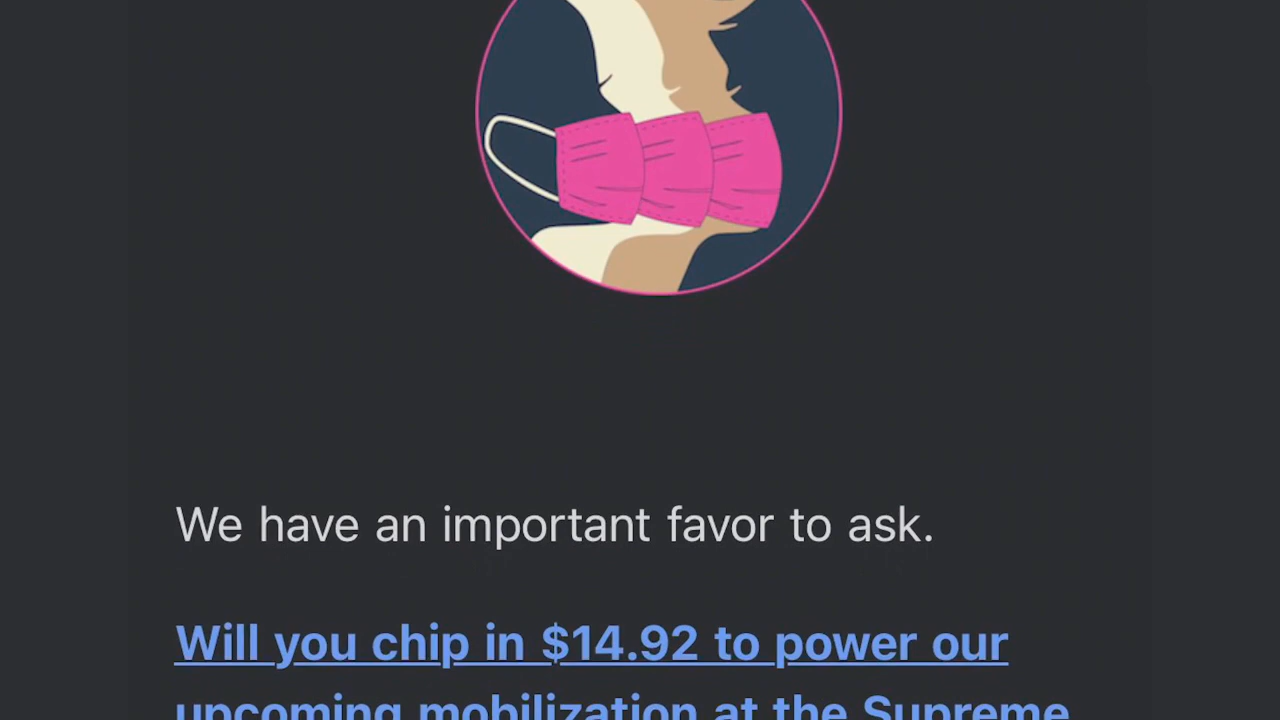 We have an important favor to ask.
Will you chip in $14.92 to power our
upcoming mobilization at the Supreme